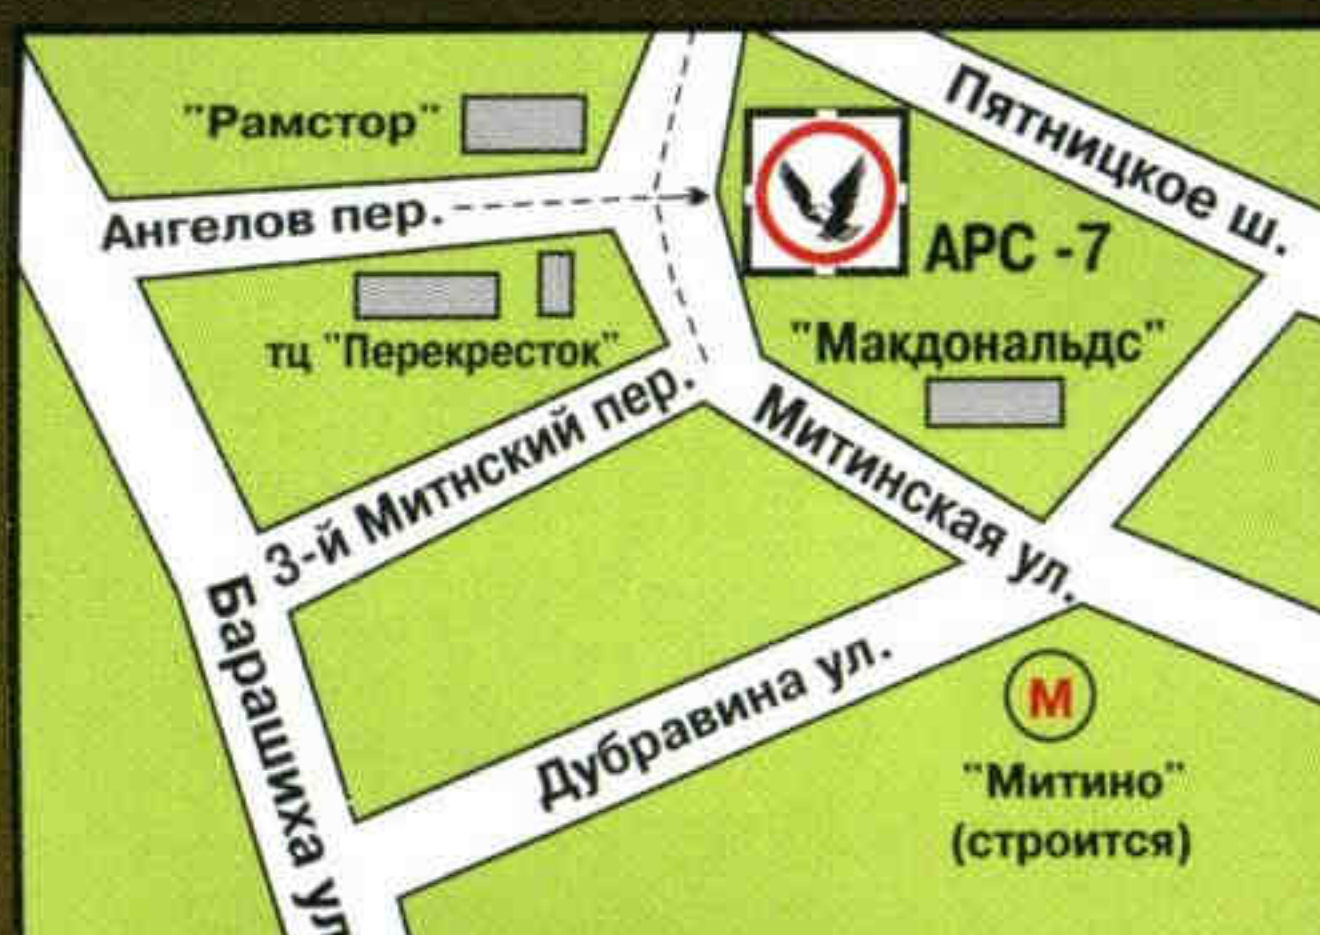 "Рамстор"
Пятницкое ш.
Ангелов пер.
АРС -7
тц "Перекресток"
"Макдональдс"
3-й Митнский пер.
Митинская ул.
Барашиха ул
Дубравина ул.
М
"Митино"
(строится)